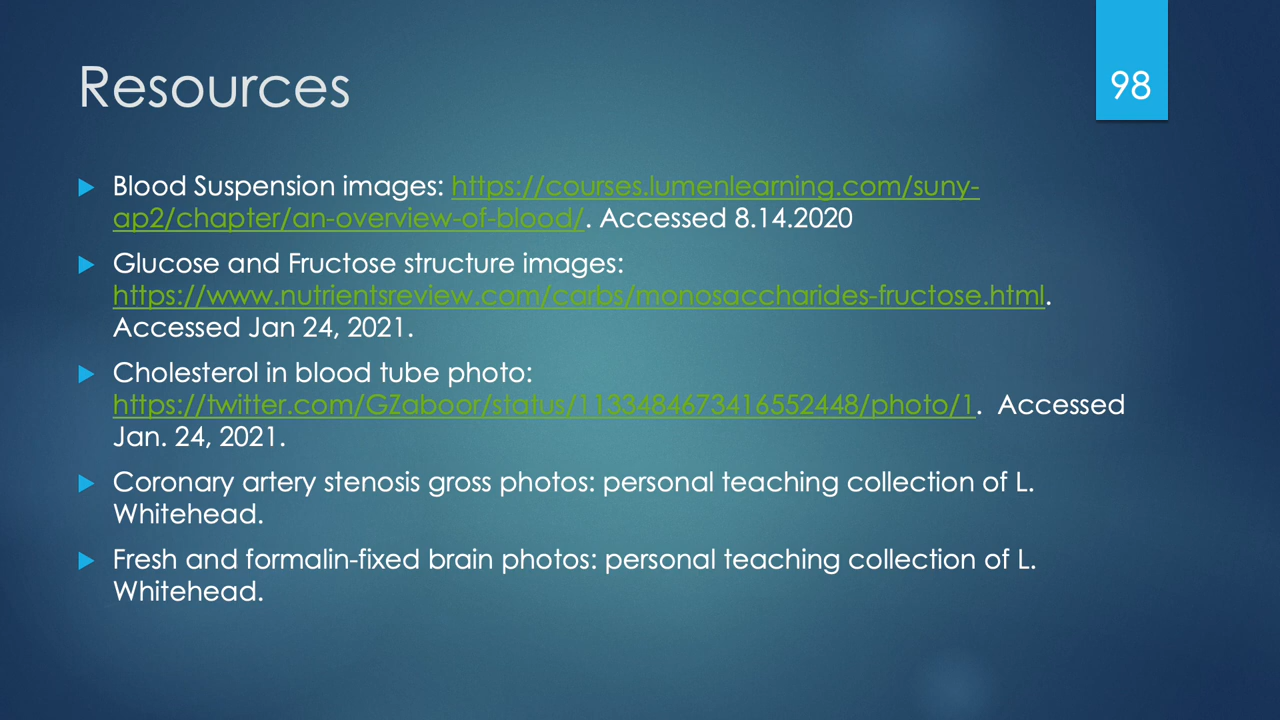 Resources
98
Blood Suspension images: https://courses.lumenlearning.com/suny-
ap2/chapter/an-overview-of-blood/. Accessed 8.14.2020
Glucose and Fructose structure images:
https://www.nutrientsreview.com/carbs/monosaccharides-fructose.html.
Accessed Jan 24, 2021.
Cholesterol in blood tube photo:
https://twitter.com/GZaboor/status/1133484673416552448/photo/1.  Accessed
Jan. 24, 2021.
Coronary artery stenosis gross photos: personal teaching collection of L.
Whitehead.
Fresh and formalin-fixed brain photos: personal teaching collection of L.
Whitehead.